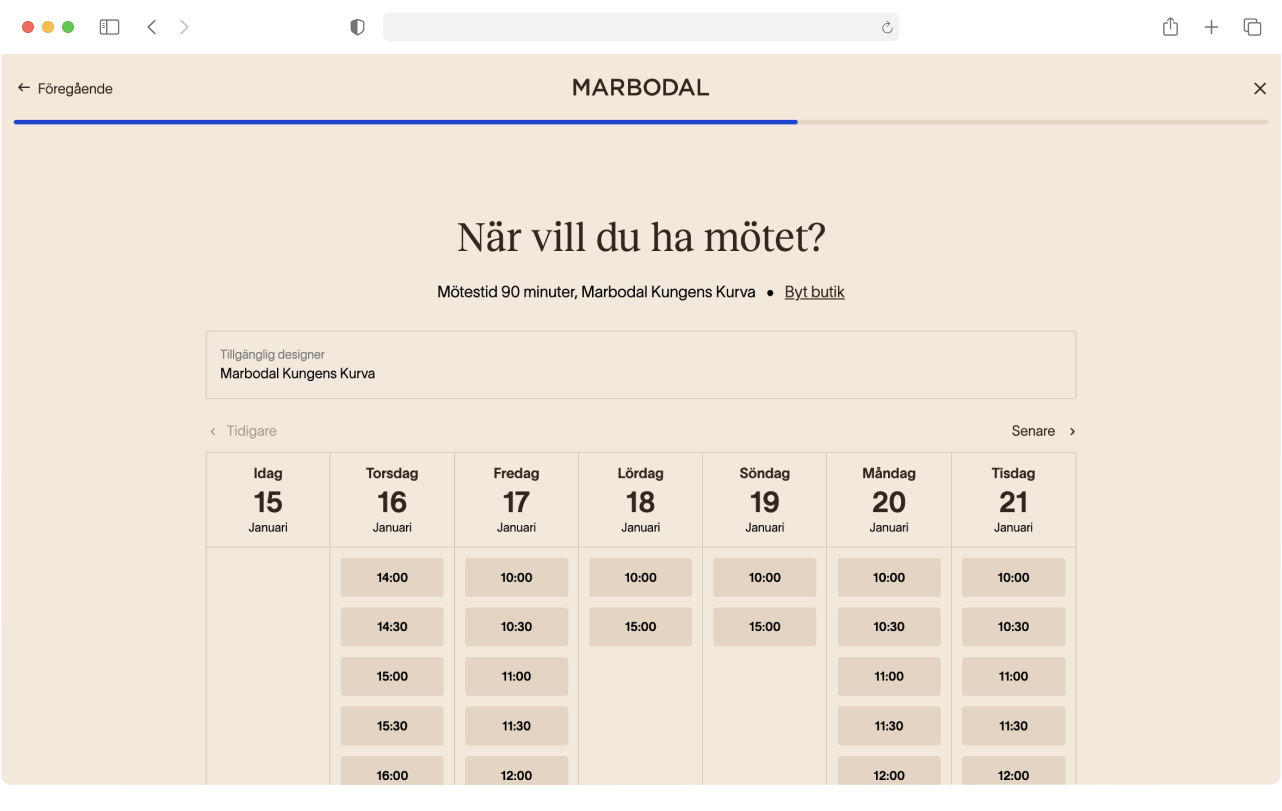 Föregående
MARBODAL
När vill du ha mötet?
Mötestid 90 minuter, Marbodal Kungens Kurva • Byt butik
Tillgänglig designer
Marbodal Kungens Kurva
Tidigare
Senare
Idag Torsdag Fredag Lördag Söndag Måndag Tisdag
15 16 17 18 19 20 21
Januari Januari Januari Januari Januari Januari Januari
14:00 10:00 10:00 10:00 10:00 10:00
14:30 10:30 15:00 15:00 10:30 10:30
15:00 11:00 11:00 11:00
15:30 11:30 11:30 11:30
16:00 12:00 12:00 12:00